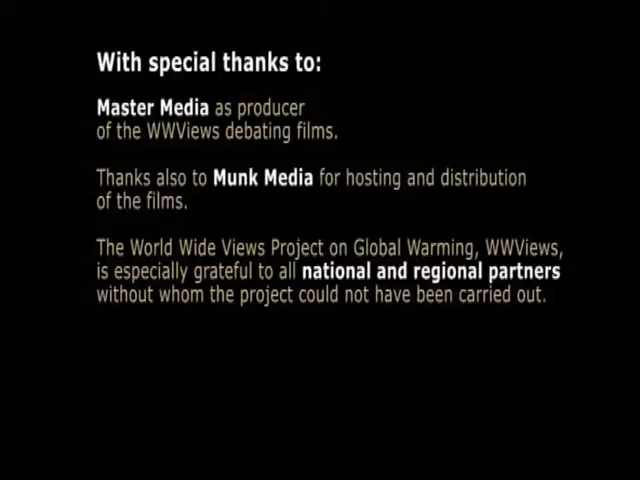 With special thanks to:
Master Media as producer
of the WWViews debating films.
Thanks also to Munk Media for hosting and distribution
of the films.
The World Wide Views Project on Global Warming, WWViews,
is especially grateful to all national and regional partners
without whom the project could not have been carried out.